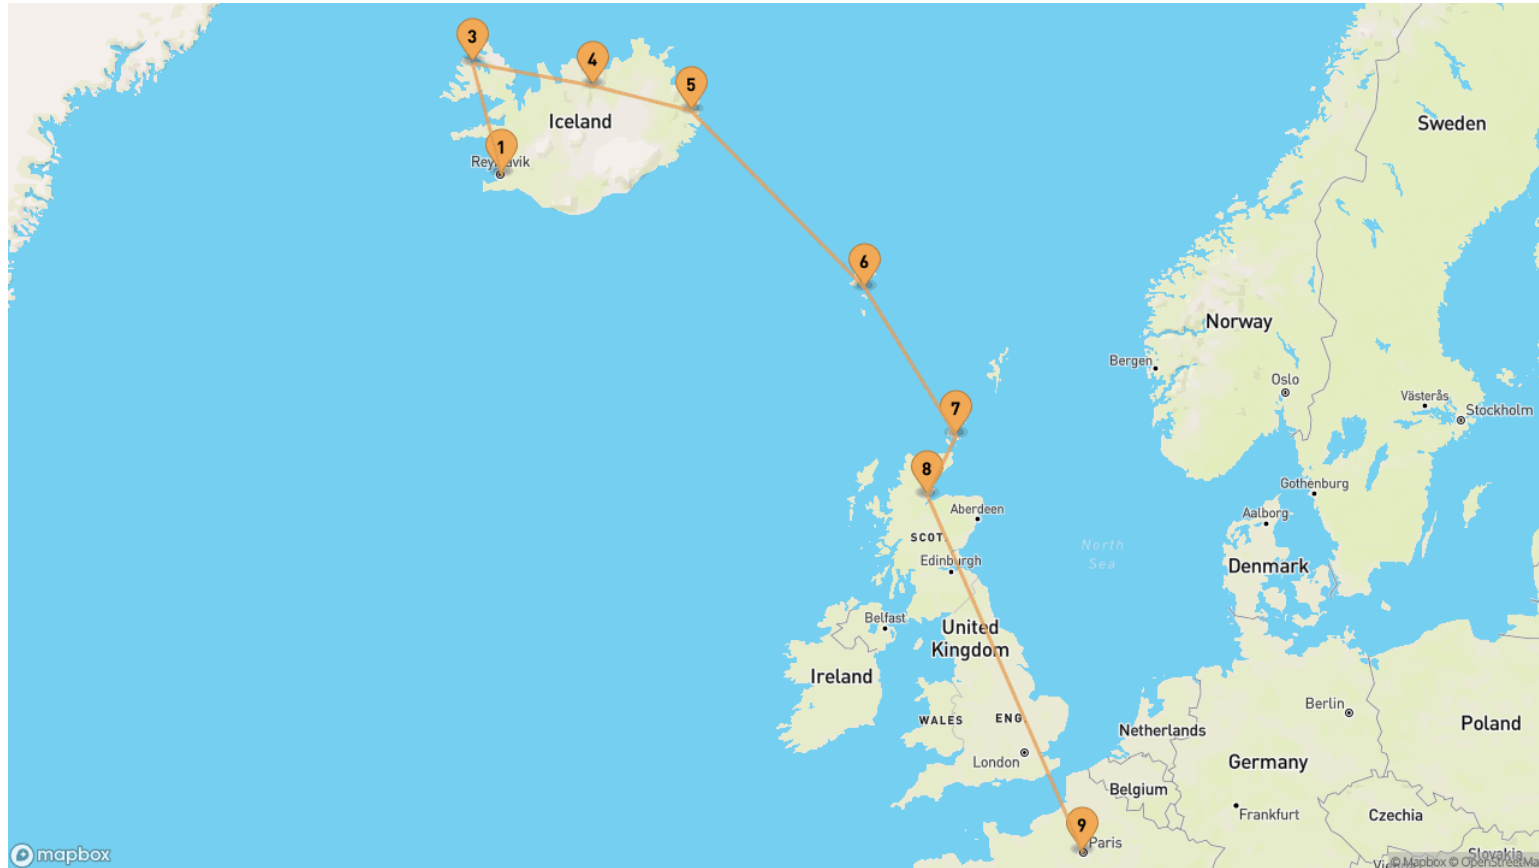 3
4
5
Iceland
Sweden
1
Reykjavik
6
Norway
Bergen
Oslo
Västerås
Stockholm
7
8
Gothenburg
Aberdeen
Aalborg
SCOT.
North
Sea
Edinburgh
Denmark
Belfast
United
Kingdom
Ireland
Berlin
WALES
ENG.
Netherlands
Poland
London
Germany
Belgium
Frankfurt
Czechia
9
Paris
mapbox
Slovakia
© Mapbox © OpenStreetMap